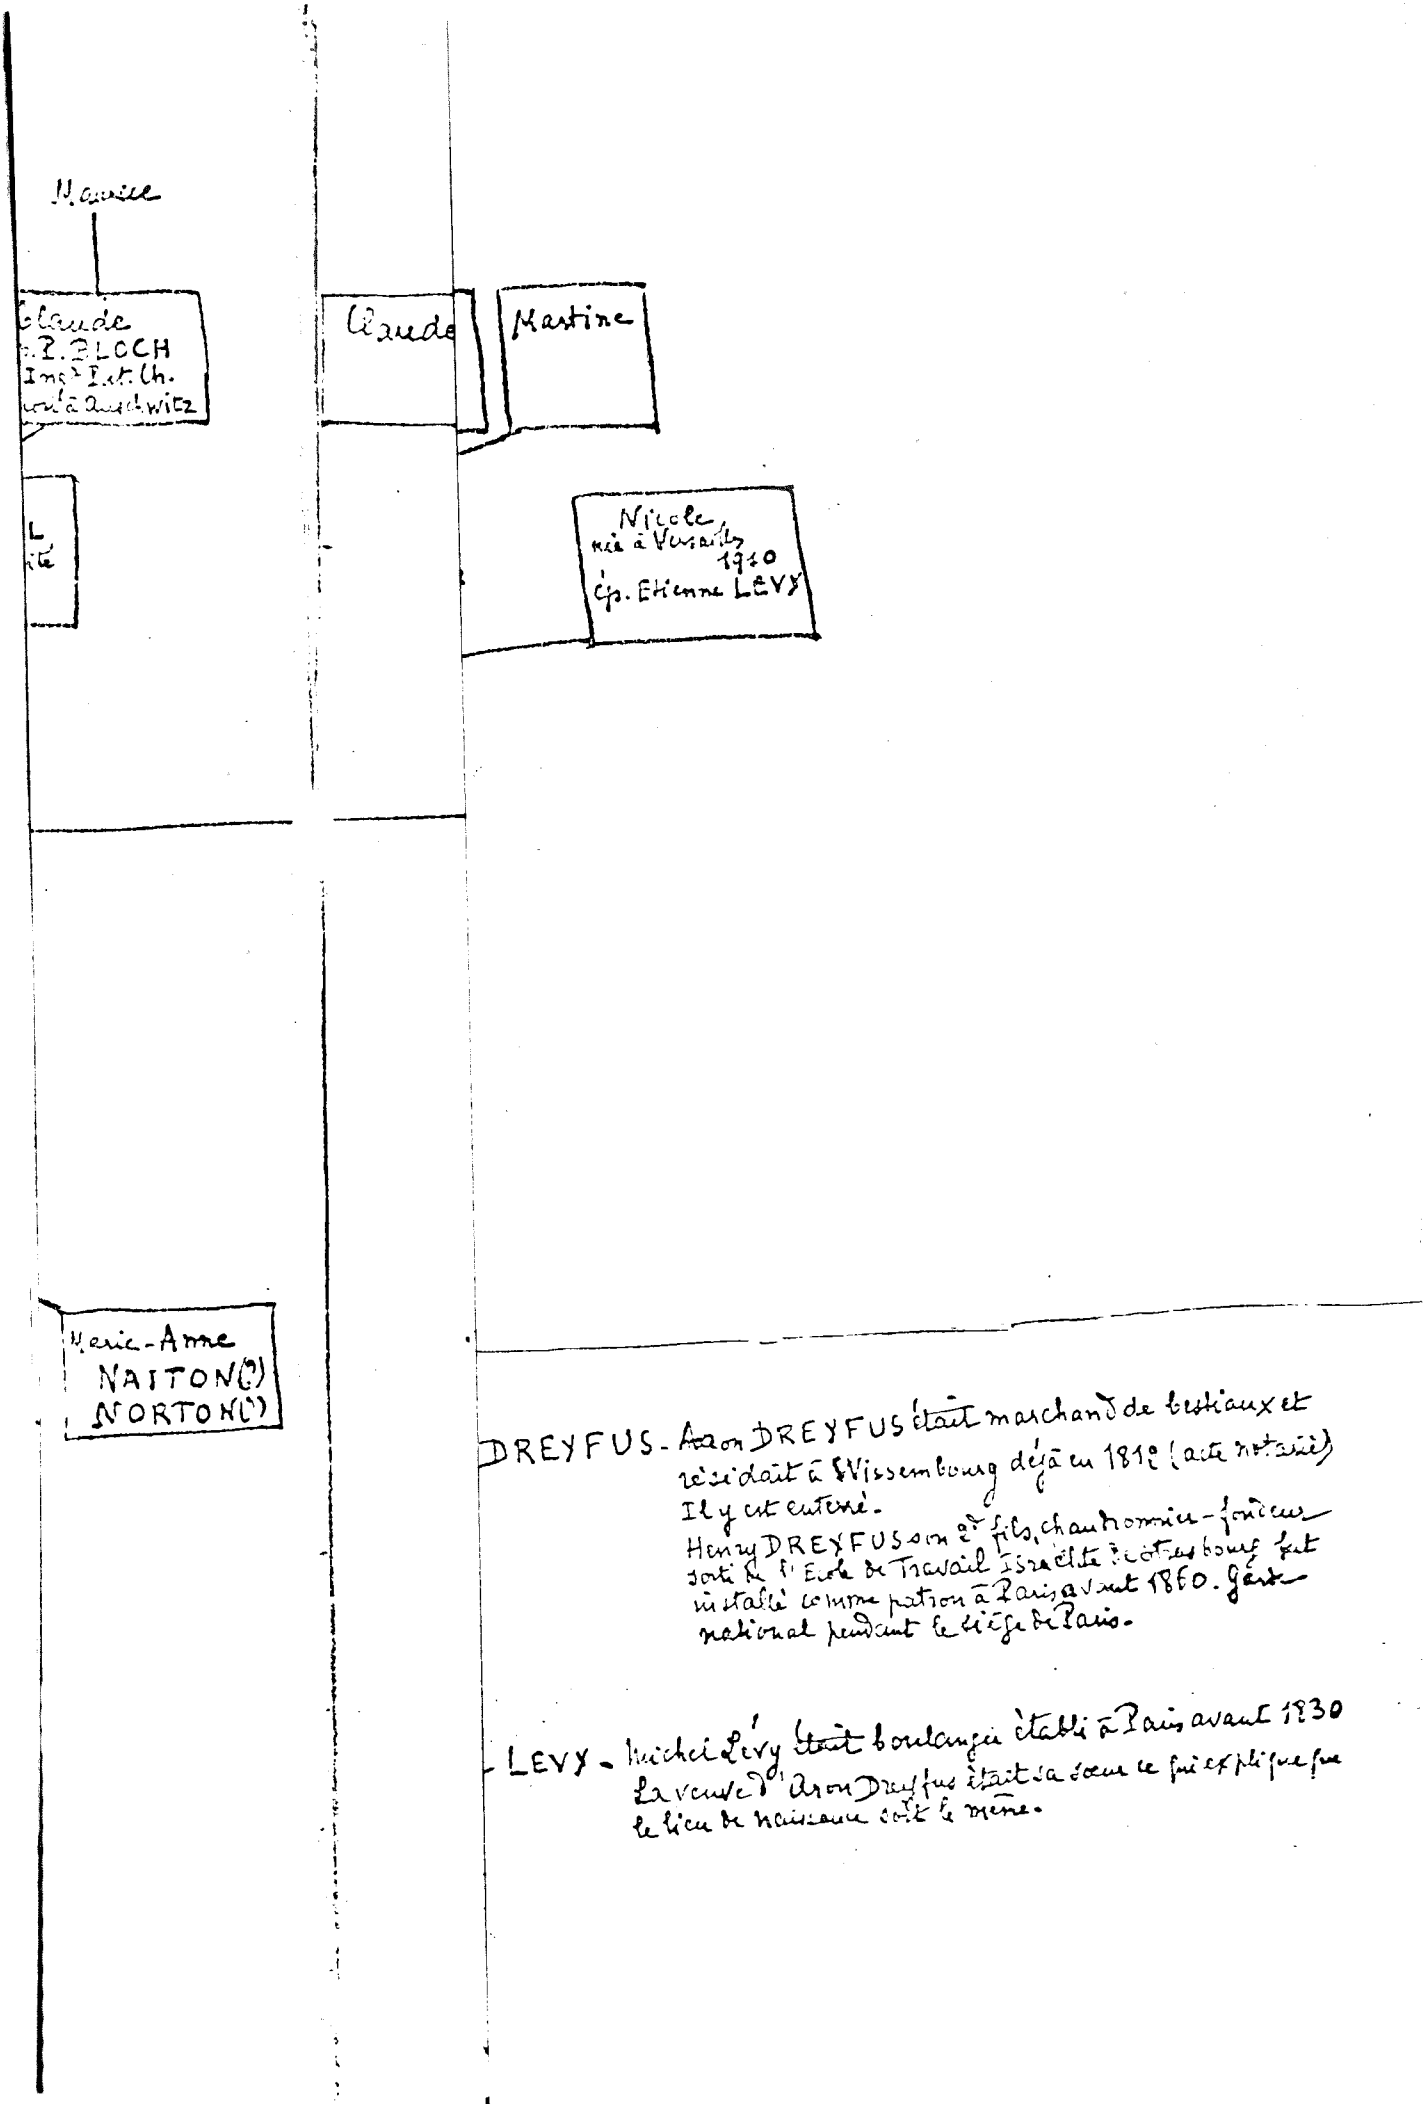 Maurice
Claude
P. BLOCH
Ingr Inst. Ch.
à Auschwitz
Claude
Martine
L
ité
Nicole
née à Versailles
1910
ép. Etienne LEVY
Marie-Anne
NAITON(?)
NORTON(?)
DREYFUS - Aaron DREYFUS était marchand de bestiaux et
résidait à Wissembourg déjà en 1812 (acte notarié)
Il y est enterré.
Henry DREYFUS son 2d fils, chaudronnier-fondeur
sorti de l'Ecole de Travail Israélite de Strasbourg fut
installé comme patron à Paris avant 1860. Garde
national pendant le siège de Paris.
- LEVY - Michel Lévy était boulanger établi à Paris avant 1830
La veuve d'Aron Dreyfus était sa soeur ce qui explique que
le lieu de naissance soit le même.